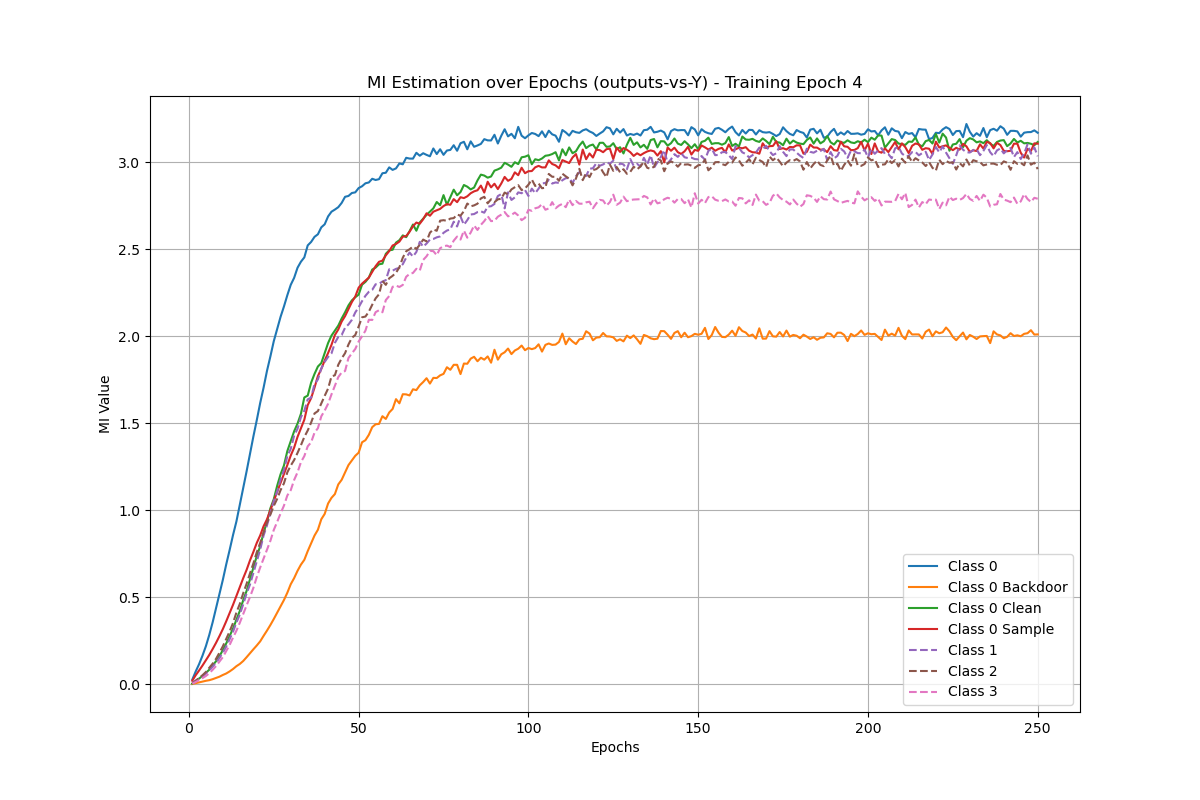 MI Estimation over Epochs (outputs-vs-Y) - Training Epoch 4
MI Value
3.0
2.5
2.0
1.5
1.0
0.5
0.0
0 50 100 150 200 250
Epochs
Class 0
Class 0 Backdoor
Class 0 Clean
Class 0 Sample
Class 1
Class 2
Class 3